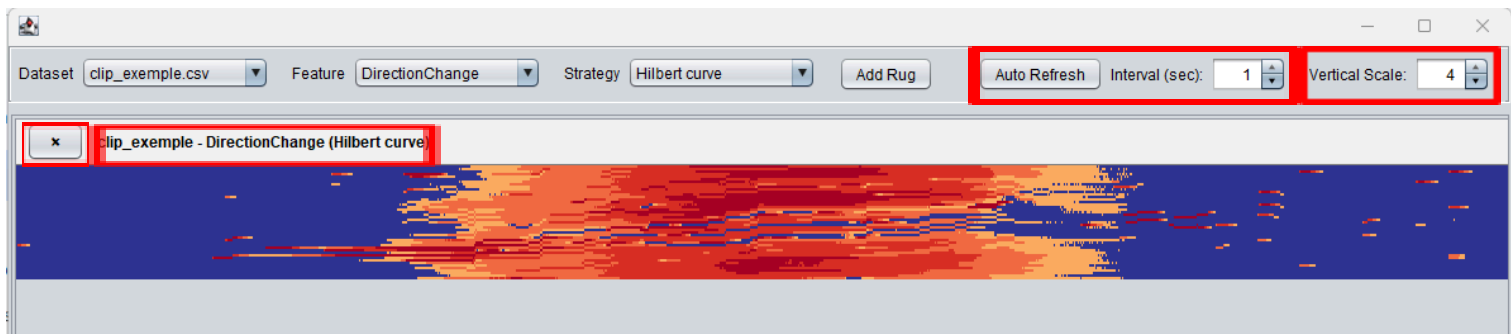 Dataset clip_exemple.csv Feature DirectionChange Strategy Hilbert curve Add Rug Auto Refresh Interval (sec): 1 Vertical Scale: 4
× clip_exemple - DirectionChange (Hilbert curve)